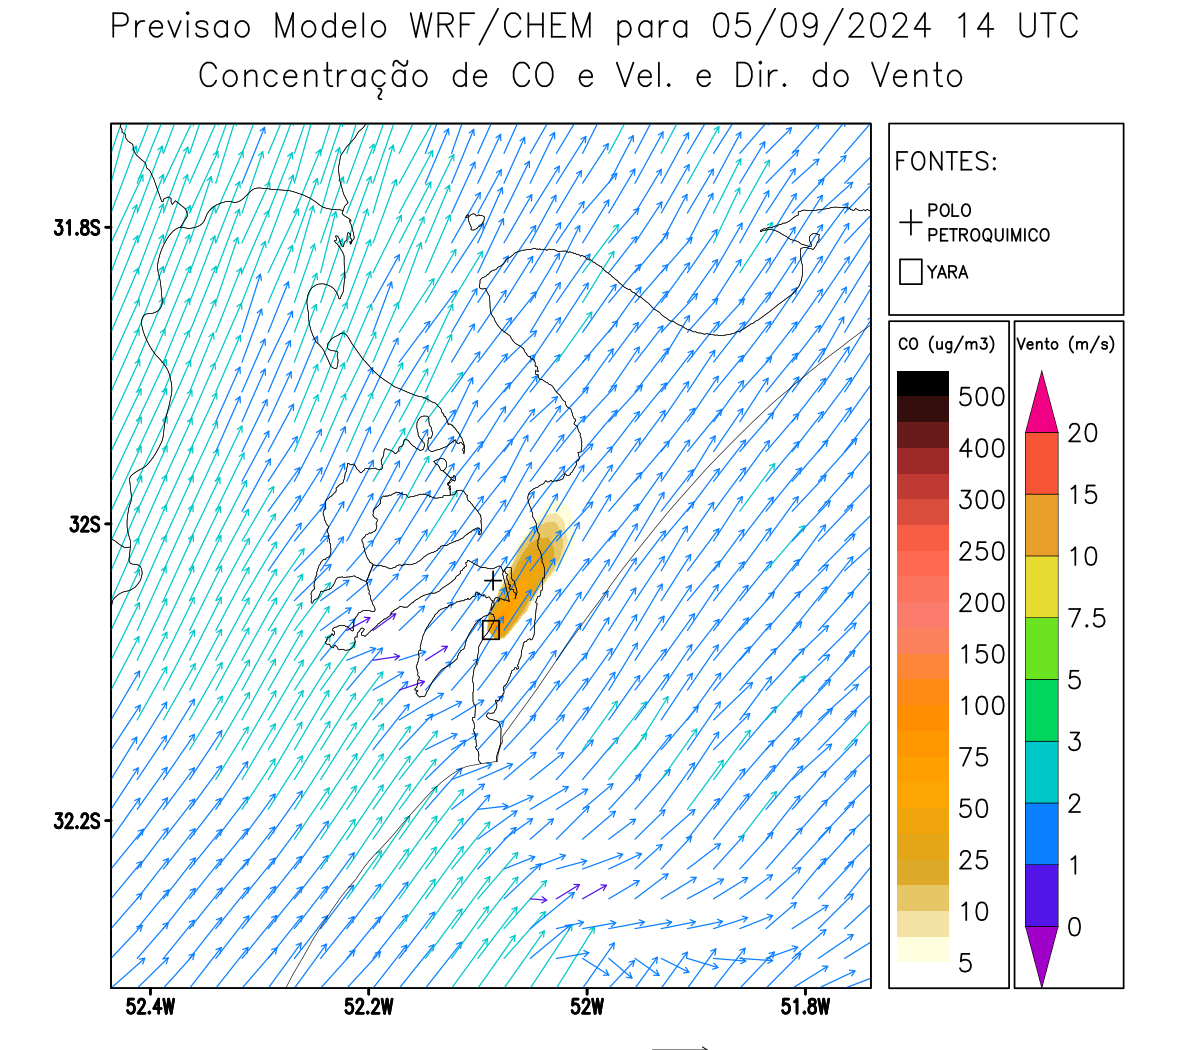 Previsao Modelo WRF/CHEM para 05/09/2024 14 UTC
Concentração de CO e Vel. e Dir. do Vento
FONTES:
POLO
PETROQUIMICO
YARA
CO (ug/m3)
500
400
300
250
200
150
100
75
50
25
10
5
Vento (m/s)
20
15
10
7.5
5
3
2
1
0
31.8S
32S
32.2S
52.4W
52.2W
52W
51.8W